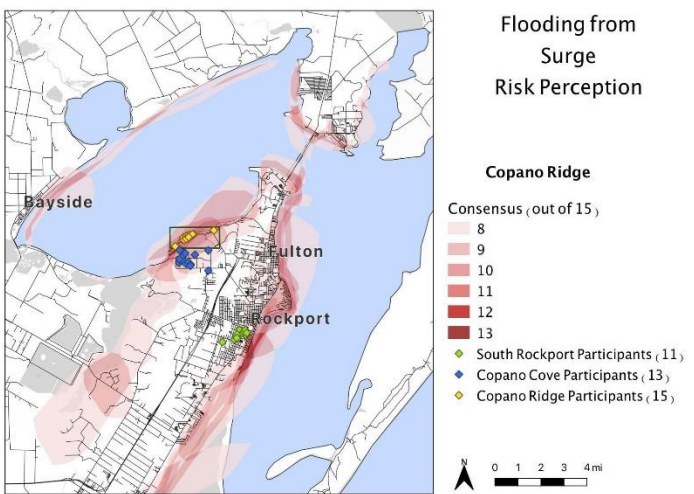 Flooding from
Surge
Risk Perception
Bayside
Fulton
Rockport
Copano Ridge
Consensus (out of 15)
8
9
10
11
12
13
South Rockport Participants (11)
Copano Cove Participants (13)
Copano Ridge Participants (15)
N
0 1 2 3 4 mi